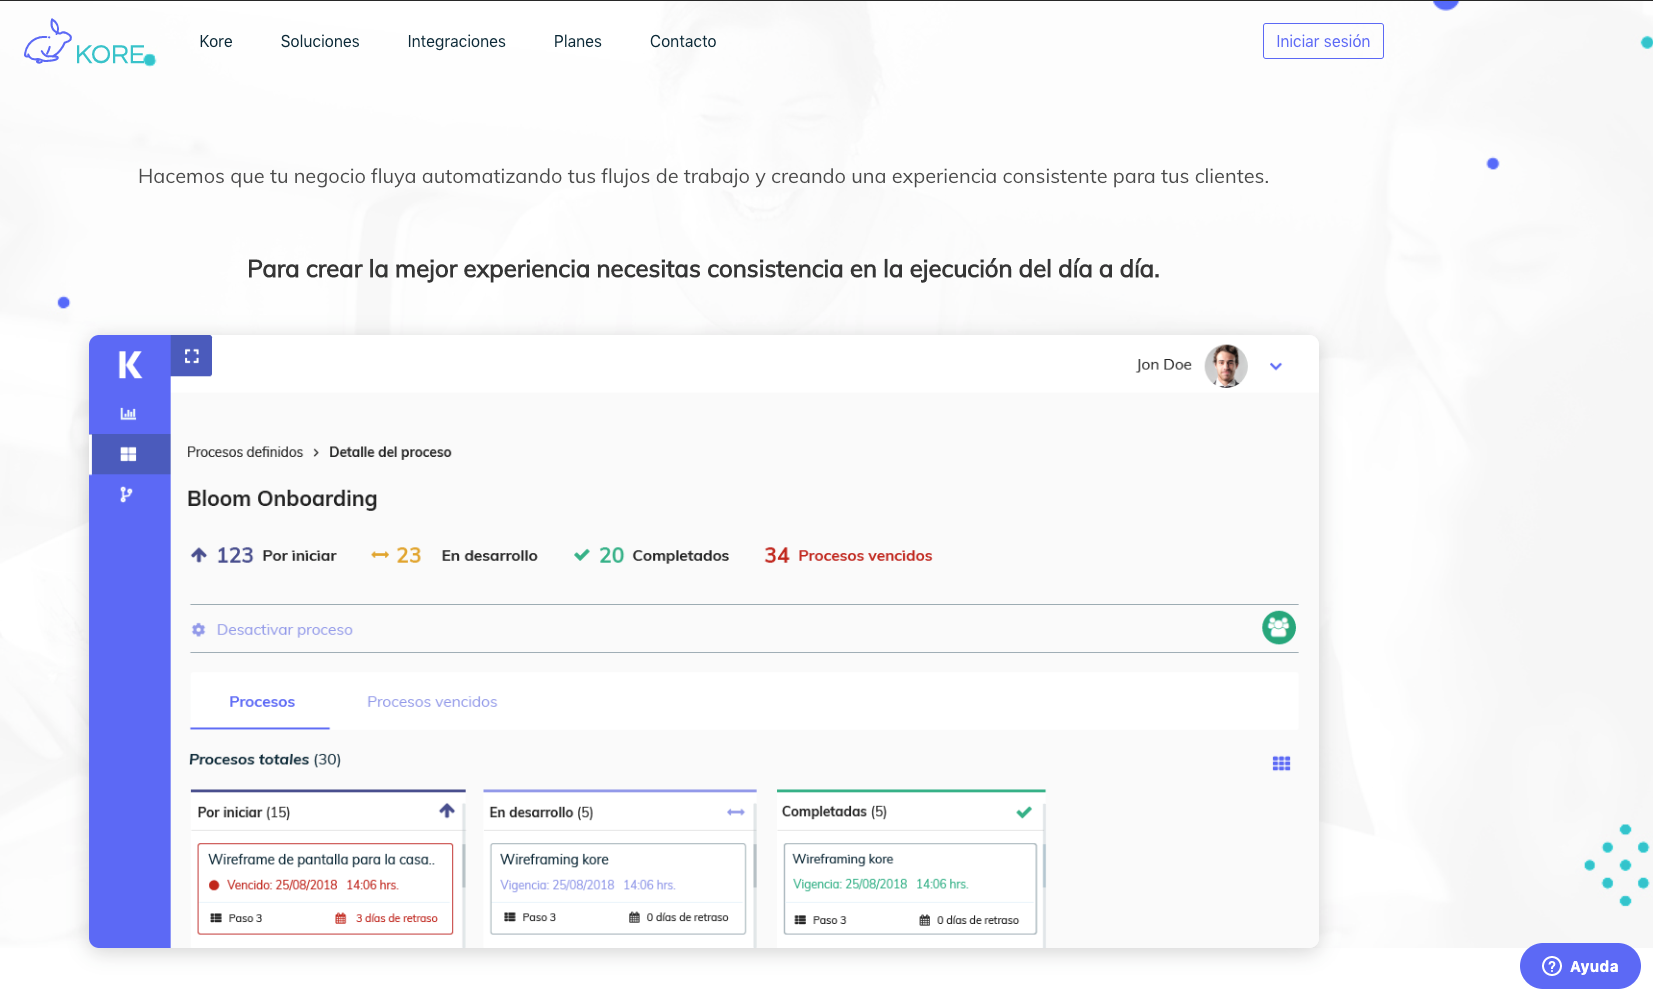 KORE
Kore Soluciones Integraciones Planes Contacto
Iniciar sesión
Hacemos que tu negocio fluya automatizando tus flujos de trabajo y creando una experiencia consistente para tus clientes.
Para crear la mejor experiencia necesitas consistencia en la ejecución del día a día.
K
Jon Doe
Procesos definidos > Detalle del proceso
Bloom Onboarding
123 Por iniciar 23 En desarrollo 20 Completados 34 Procesos vencidos
Desactivar proceso
Procesos Procesos vencidos
Procesos totales (30)
Por iniciar (15)
Wireframe de pantalla para la casa..
Vencido: 25/08/2018 14:06 hrs.
Paso 3 3 días de retraso
En desarrollo (5)
Wireframing kore
Vigencia: 25/08/2018 14:06 hrs.
Paso 3 0 días de retraso
Completadas (5)
Wireframing kore
Vigencia: 25/08/2018 14:06 hrs.
Paso 3 0 días de retraso
Ayuda